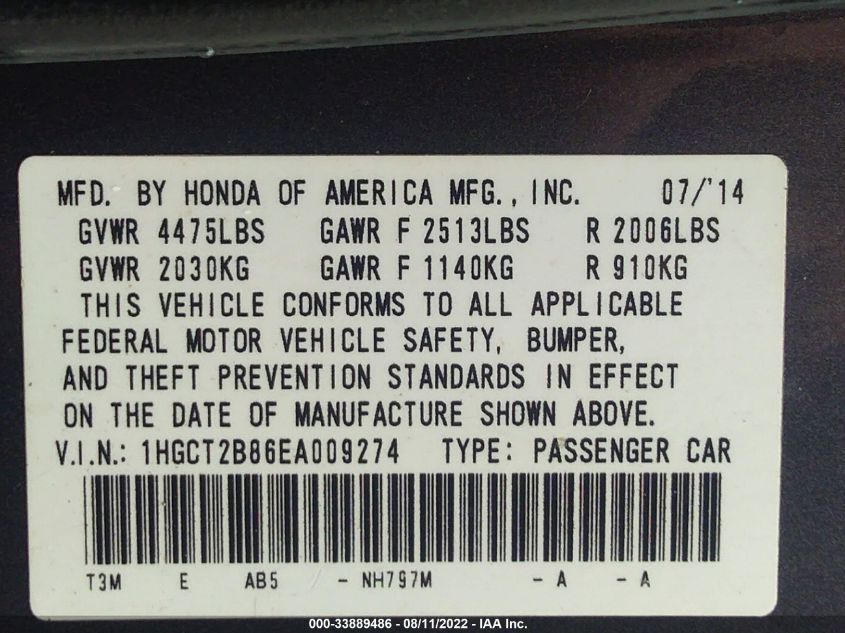 MFD. BY HONDA OF AMERICA MFG., INC. 07/'14
GVWR 4475LBS GAWR F 2513LBS R 2006LBS
GVWR 2030KG GAWR F 1140KG R 910KG
THIS VEHICLE CONFORMS TO ALL APPLICABLE
FEDERAL MOTOR VEHICLE SAFETY, BUMPER,
AND THEFT PREVENTION STANDARDS IN EFFECT
ON THE DATE OF MANUFACTURE SHOWN ABOVE.
V.I.N.: 1HGCT2B86EA009274 TYPE: PASSENGER CAR
T3M E AB5 - NH797M - A - A
000-33889486 - 08/11/2022 - IAA Inc.